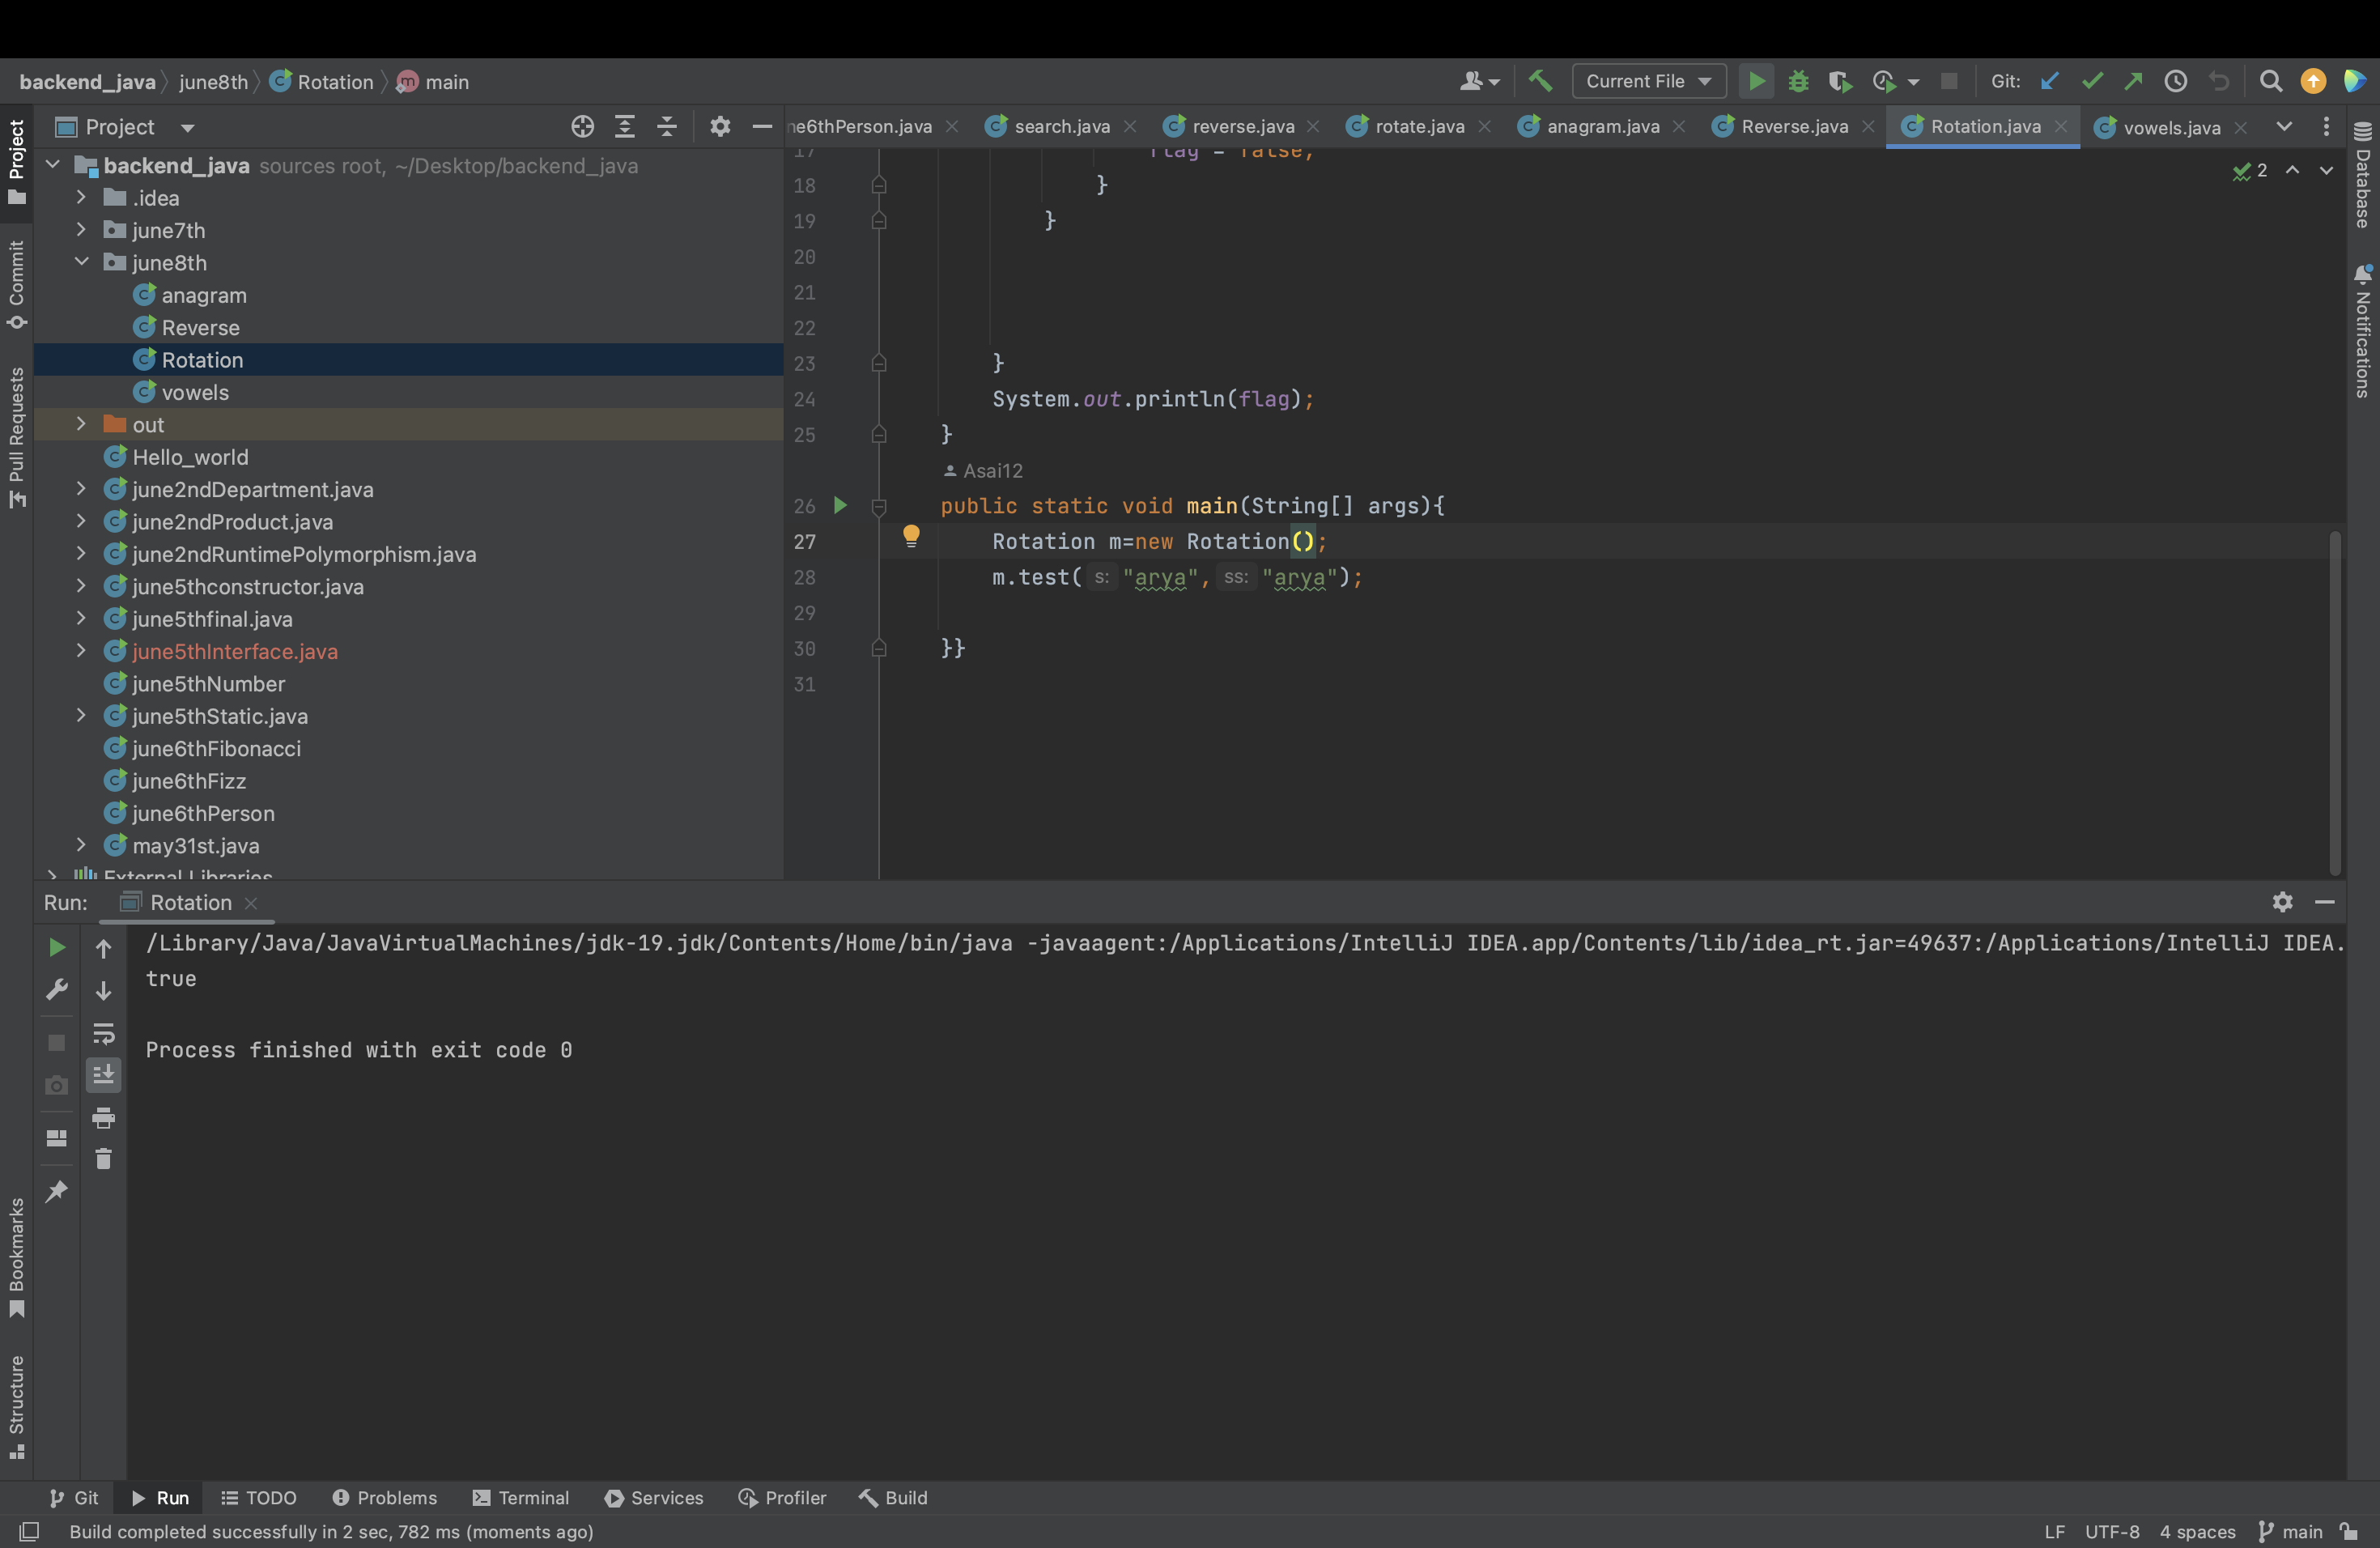 backend_java june8th Rotation main
Current File Git:
Project
ne6thPerson.java search.java reverse.java rotate.java anagram.java Reverse.java Rotation.java vowels.java
backend_java sources root, ~/Desktop/backend_java
.idea
june7th
june8th
anagram
Reverse
Rotation
vowels
out
Hello_world
june2ndDepartment.java
june2ndProduct.java
june2ndRuntimePolymorphism.java
june5thconstructor.java
june5thfinal.java
june5thInterface.java
june5thNumber
june5thStatic.java
june6thFibonacci
june6thFizz
june6thPerson
may31st.java
External Libraries
17 flag = false;
18 }
19 }
20
21
22
23 }
24 System.out.println(flag);
25 }
Asai12
26 public static void main(String[] args){
27 Rotation m=new Rotation();
28 m.test( s: "arya", ss: "arya");
29
30 }}
31
2
Project
Commit
Pull Requests
Bookmarks
Structure
Database
Notifications
Run: Rotation
/Library/Java/JavaVirtualMachines/jdk-19.jdk/Contents/Home/bin/java -javaagent:/Applications/IntelliJ IDEA.app/Contents/lib/idea_rt.jar=49637:/Applications/IntelliJ IDEA.
true
Process finished with exit code 0
Git Run TODO Problems Terminal Services Profiler Build
Build completed successfully in 2 sec, 782 ms (moments ago)
LF UTF-8 4 spaces main